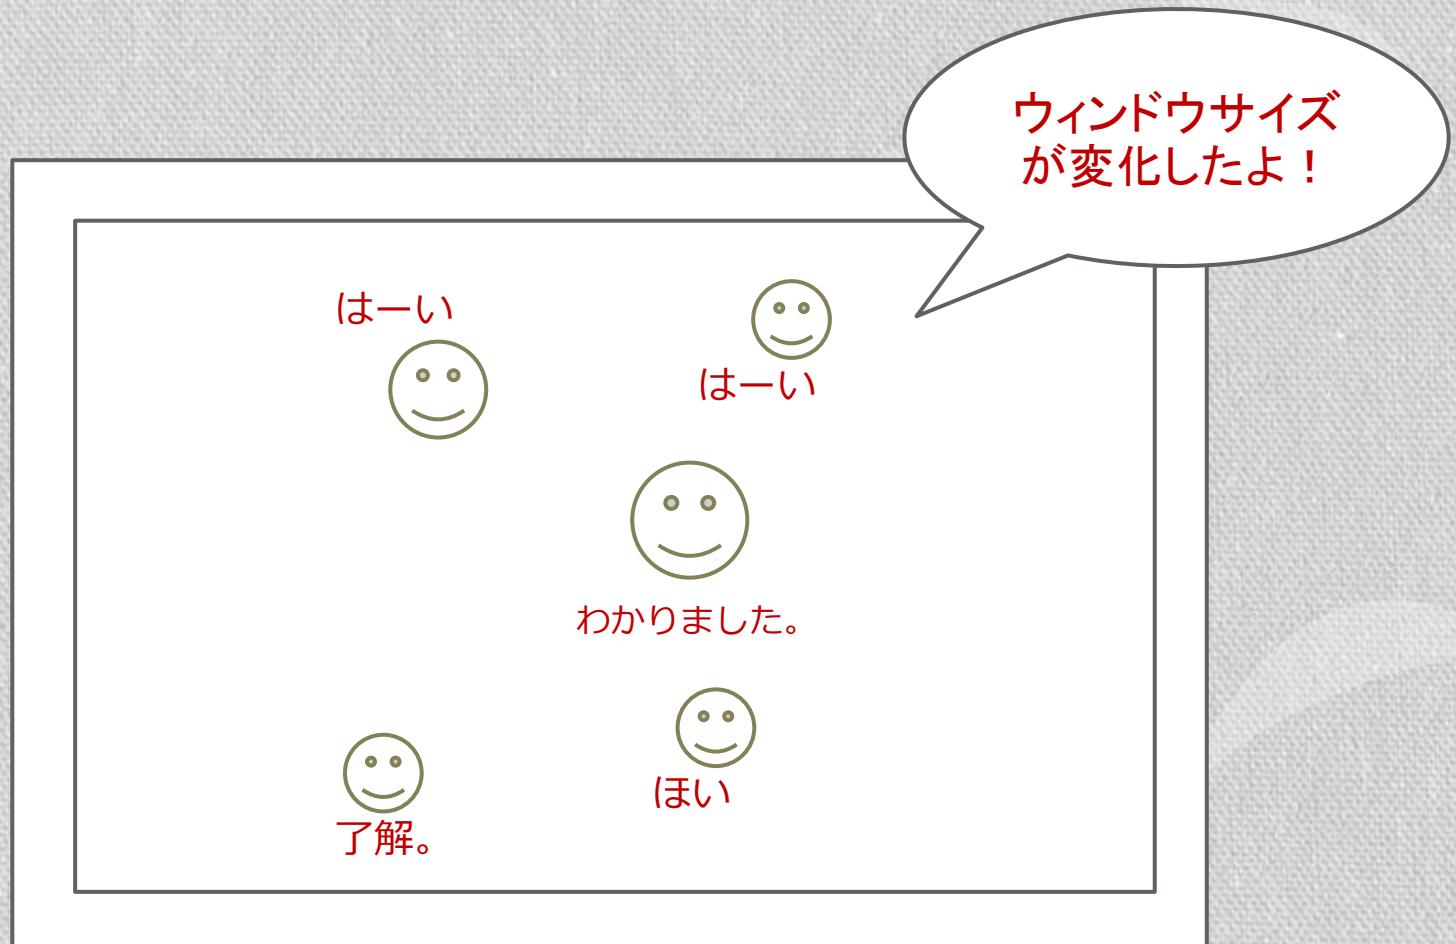 ウィンドウサイズ
が変化したよ！
はーい
はーい
わかりました。
ほい
了解。